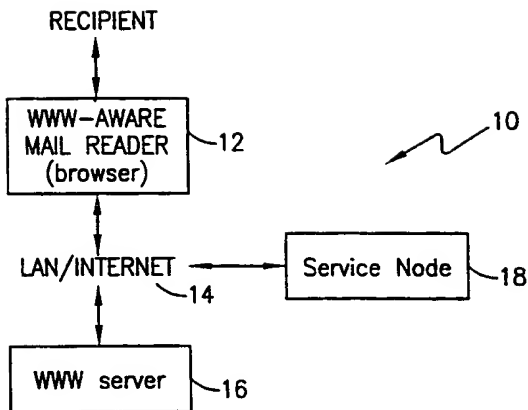 RECIPIENT
WWW-AWARE
MAIL READER
(browser)
12
10
LAN/INTERNET
14
Service Node
18
WWW server
16